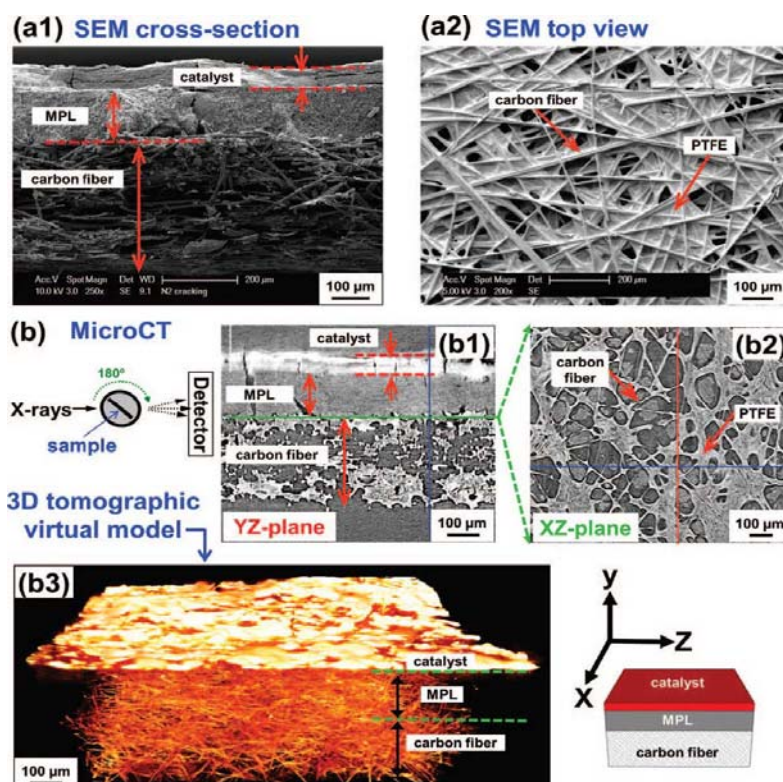 (a1) SEM cross-section
catalyst
MPL
carbon fiber
Acc.V Spot Magn Det WD 200 µm
10.0 kV 3.0 250x SE 9.1 N2 cracking
100 µm
(a2) SEM top view
carbon fiber
PTFE
Acc.V Spot Magn 200 µm
5.00 kV 3.0 200x
100 µm
(b) MicroCT
180º
X-rays
sample
Detector
(b1)
catalyst
MPL
carbon fiber
YZ-plane
100 µm
(b2)
carbon fiber
PTFE
XZ-plane
100 µm
3D tomographic
virtual model
(b3)
catalyst
MPL
carbon fiber
100 µm
y
Z
X
catalyst
MPL
carbon fiber